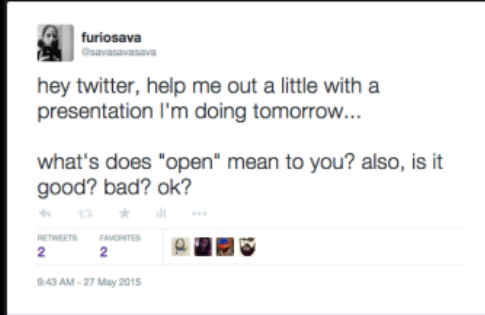 furiosava
@savasavasava
hey twitter, help me out a little with a
presentation I'm doing tomorrow...
what's does "open" mean to you? also, is it
good? bad? ok?
RETWEETS FAVORITES
2 2
9:43 AM - 27 May 2015